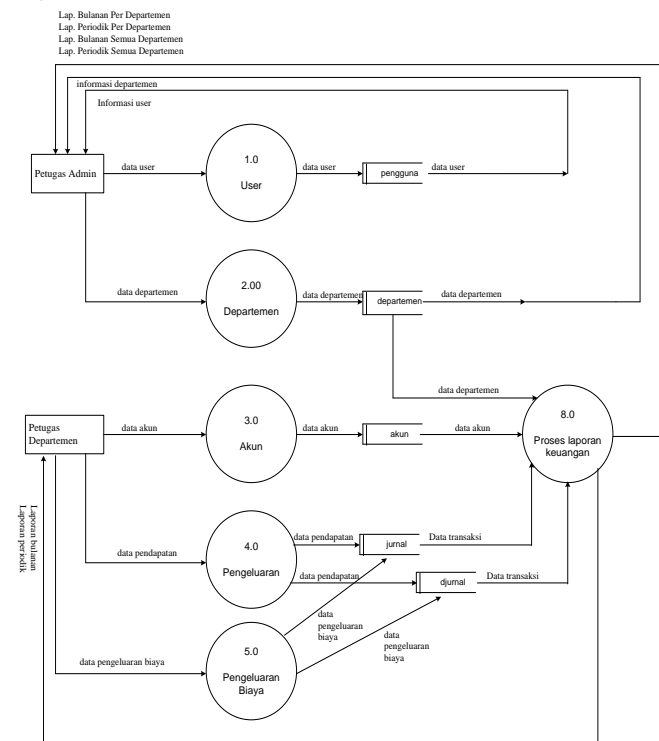 Lap. Bulanan Per Departemen
Lap. Periodik Per Departemen
Lap. Bulanan Semua Departemen
Lap. Periodik Semua Departemen
informasi departemen
Informasi user
Petugas Admin
data user
1.0
User
data user
pengguna
data user
data departemen
2.00
Departemen
data departemen
departemen
data departemen
data departemen
Petugas
Departemen
data akun
3.0
Akun
data akun
akun
data akun
8.0
Proses laporan
keuangan
Laporan bulanan
Laporan periodik
data pendapatan
4.0
Pengeluaran
data pendapatan
jurnal
Data transaksi
data pendapatan
djurnal
Data transaksi
data pengeluaran biaya
5.0
Pengeluaran
Biaya
data
pengeluaran
biaya
data
pengeluaran
biaya